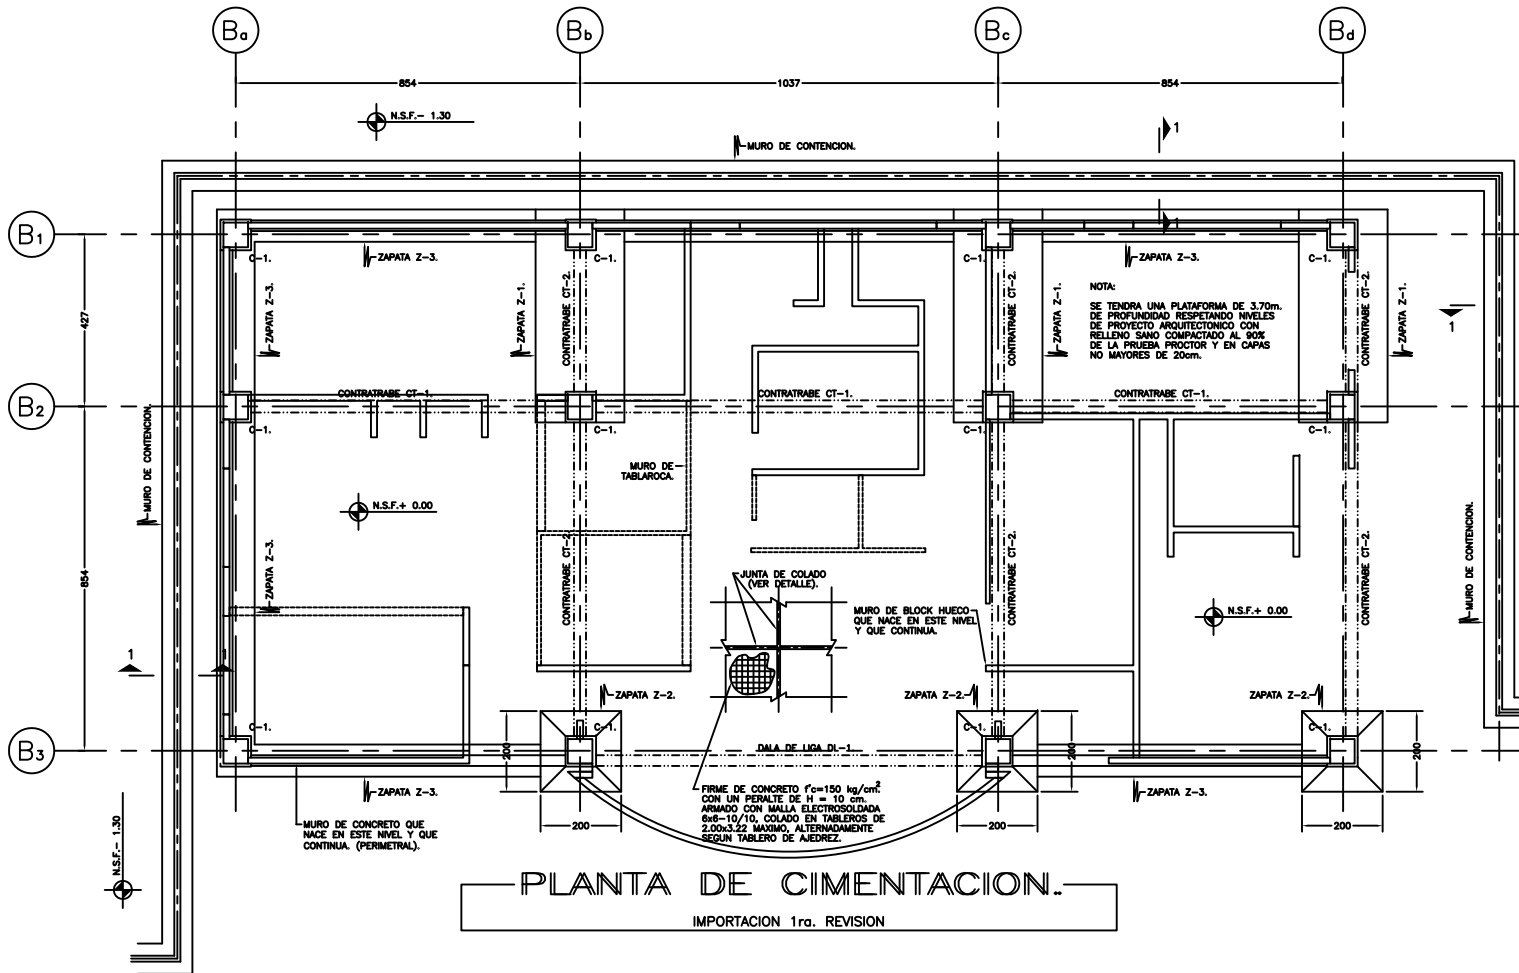 Ba
Bb
Bc
Bd
854
1037
854
N.S.F.- 1.30
1
MURO DE CONTENCION.
B1
1
C-1.
ZAPATA Z-3.
C-1.
C-1.
ZAPATA Z-3.
C-1.
ZAPATA Z-3.
ZAPATA Z-1.
CONTRATRABE CT-2.
CONTRATRABE CT-2.
ZAPATA Z-1.
NOTA:
SE TENDRA UNA PLATAFORMA DE 3.70m.
DE PROFUNDIDAD RESPETANDO NIVELES
DE PROYECTO ARQUITECTONICO CON
RELLENO SANO COMPACTADO AL 90%
DE LA PRUEBA PROCTOR Y EN CAPAS
NO MAYORES DE 20cm.
CONTRATRABE CT-2.
ZAPATA Z-1.
1
427
CONTRATRABE CT-1.
CONTRATRABE CT-1.
CONTRATRABE CT-1.
B2
C-1.
C-1.
C-1.
C-1.
MURO DE CONTENCION.
MURO DE
TABLAROCA.
N.S.F.+ 0.00
854
ZAPATA Z-3.
CONTRATRABE CT-2.
CONTRATRABE CT-2.
CONTRATRABE CT-2.
MURO DE CONTENCION.
JUNTA DE COLADO
(VER DETALLE).
MURO DE BLOCK HUECO
QUE NACE EN ESTE NIVEL
Y QUE CONTINUA.
N.S.F.+ 0.00
1
1
ZAPATA Z-2.
ZAPATA Z-2.
ZAPATA Z-2.
C-1.
C-1.
C-1.
C-1.
B3
200
DALA DE LIGA DL-1.
200
200
ZAPATA Z-3.
FIRME DE CONCRETO f'c=150 kg/cm2
CON UN PERALTE DE H = 10 cm.
ARMADO CON MALLA ELECTROSOLDADA
6x6-10/10, COLADO EN TABLEROS DE
2.00x3.22 MAXIMO, ALTERNADAMENTE
SEGUN TABLERO DE AJEDREZ.
ZAPATA Z-3.
MURO DE CONCRETO QUE
NACE EN ESTE NIVEL Y QUE
CONTINUA. (PERIMETRAL).
200
200
200
N.S.F.- 1.30
PLANTA DE CIMENTACION.
IMPORTACION 1ra. REVISION